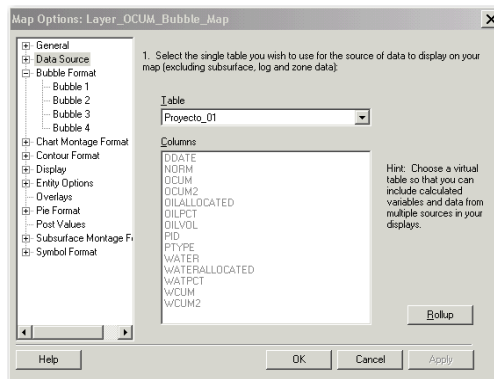 Map Options: Layer_OCUM_Bubble_Map
General
Data Source
Bubble Format
Bubble 1
Bubble 2
Bubble 3
Bubble 4
Chart Montage Format
Contour Format
Display
Entity Options
Overlays
Pie Format
Post Values
Subsurface Montage F
Symbol Format
1. Select the single table you wish to use for the source of data to display on your
map (excluding subsurface, log and zone data):
Table
Proyecto_01
Columns
DDATE
NORM
OCUM
OCUM2
OILALLOCATED
OILPCT
OILVOL
PID
PTYPE
WATER
WATERALLOCATED
WATPCT
WCUM
WCUM2
Hint: Choose a virtual
table so that you can
include calculated
variables and data from
multiple sources in your
displays.
Rollup
Help
OK
Cancel
Apply